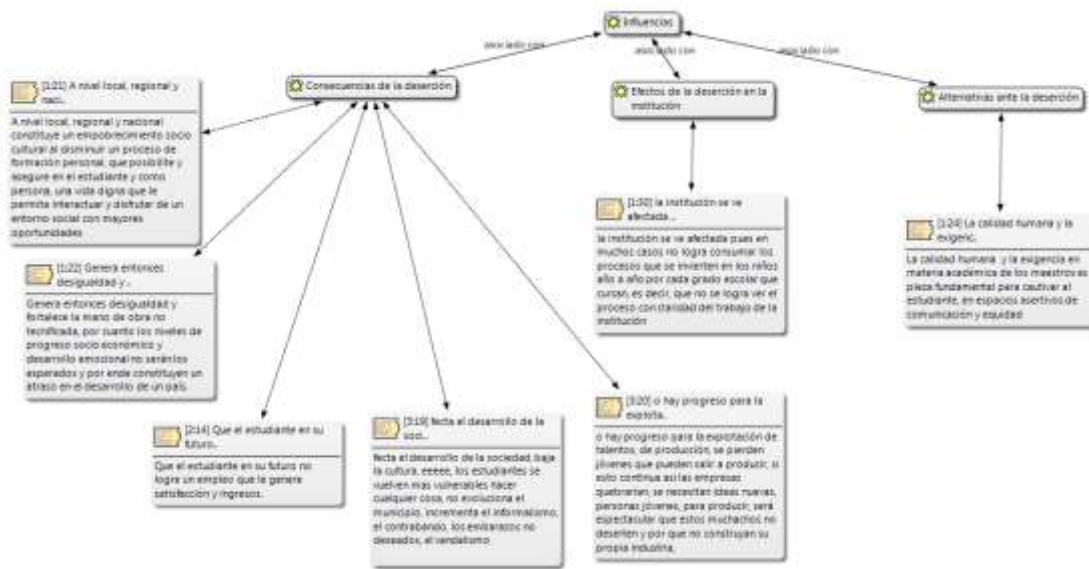 Influencias
asociado con
asociado con
asociado con
Consecuencias de la deserción
Efectos de la deserción en la
institución
Alternativas ante la deserción
[1:21] A nivel local, regional y
naci..
A nivel local, regional y nacional
constituye un empobrecimiento socio
cultural al disminuir un proceso de
formación personal, que posibilite y
asegure en el estudiante y como
persona, una vida digna que le
permita interactuar y disfrutar de un
entorno social con mayores
oportunidades
[1:22] Genera entonces
desigualdad y..
Genera entonces desigualdad y
fortalece la mano de obra no
tecnificada, por cuanto los niveles de
progreso socio económico y
desarrollo emocional no serán los
esperados y por ende constituyen un
atraso en el desarrollo de un país.
[2:14] Que el estudiante en su
futuro..
Que el estudiante en su futuro no
logre un empleo que le genere
satisfacción y ingresos.
[3:19] fecta el desarrollo de la
soci..
fecta el desarrollo de la sociedad, baja
la cultura, eeeee, los estudiantes se
vuelven mas vulnerables hacer
cualquier cosa, no evoluciona el
municipio, incrementa el informalismo,
el contrabando, los embarazos no
deseados, el vandalismo
[3:20] o hay progreso para la
explota..
o hay progreso para la explotación de
talentos, de producción, se pierden
jóvenes que pueden salir a producir, si
esto continua asi las empresas
quebrarian, se necesitan ideas nuevas,
personas jóvenes, para producir, será
espectacular que estos muchachos no
deserten y por que no construyan su
propia industria,
[1:30] la institución se ve
afectada ..
la institución se ve afectada pues en
muchos casos no logra consumar los
procesos que se invierten en los niños
año a año por cada grado escolar que
cursan, es decir, que no se logra ver el
proceso con claridad del trabajo de la
institución
[1:24] La calidad humana y la
exigenc..
La calidad humana y la exigencia en
materia académica de los maestros es
pieza fundamental para cautivar al
estudiante, en espacios asertivos de
comunicación y equidad